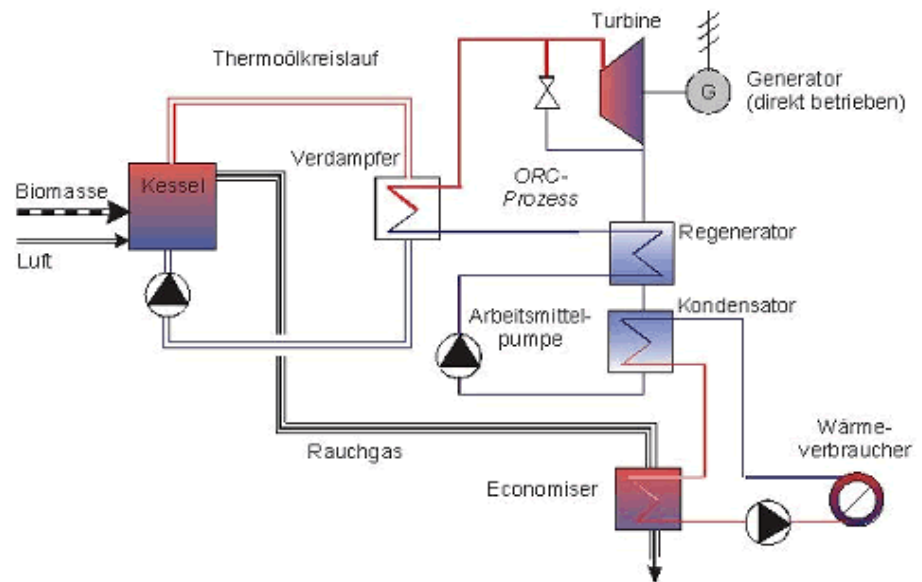 Turbine
Thermoölkreislauf
Generator
(direkt betrieben)
G
Verdampfer
ORC-
Prozess
Kessel
Biomasse
Luft
Regenerator
Kondensator
Arbeitsmittel-
pumpe
Wärme-
verbraucher
Rauchgas
Economiser